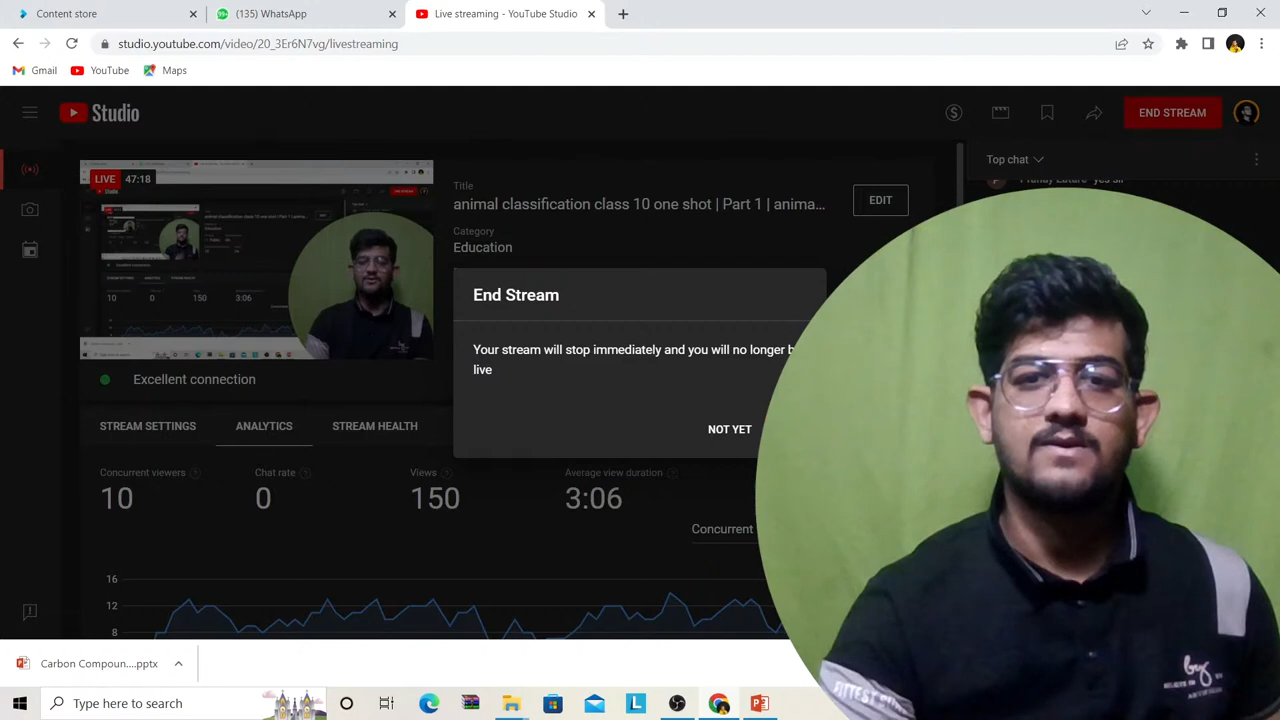 Content store
(135) WhatsApp
Live streaming - YouTube Studio
studio.youtube.com/video/20_3Er6N7vg/livestreaming
Gmail
YouTube
Maps
Studio
END STREAM
LIVE 47:18
Title
animal classification class 10 one shot | Part 1 | anima...
EDIT
Category
Education
Top chat
yes sir
End Stream
Your stream will stop immediately and you will no longer b
live
NOT YET
Excellent connection
STREAM SETTINGS
ANALYTICS
STREAM HEALTH
Concurrent viewers
Chat rate
Views
Average view duration
10
0
150
3:06
Concurrent
16
12
8
Carbon Compoun....pptx
Type here to search